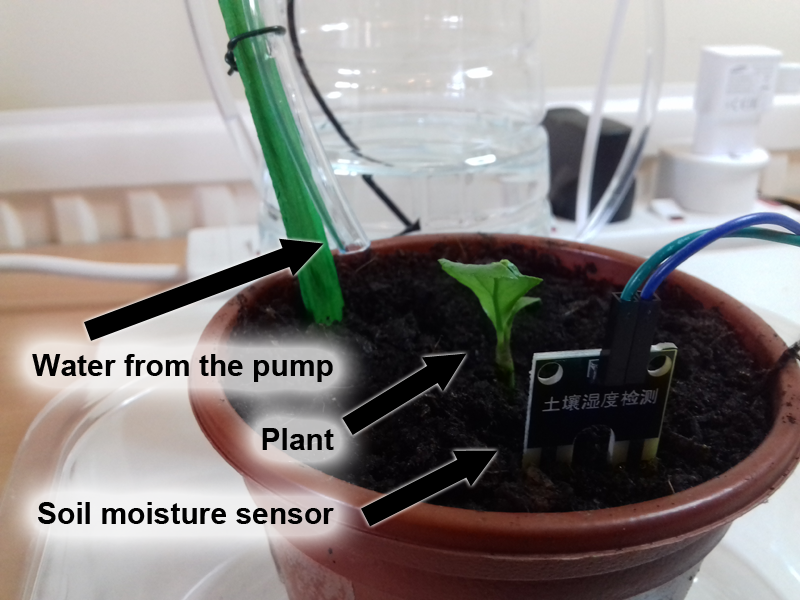 Water from the pump
Plant
土壤湿度检测
Soil moisture sensor